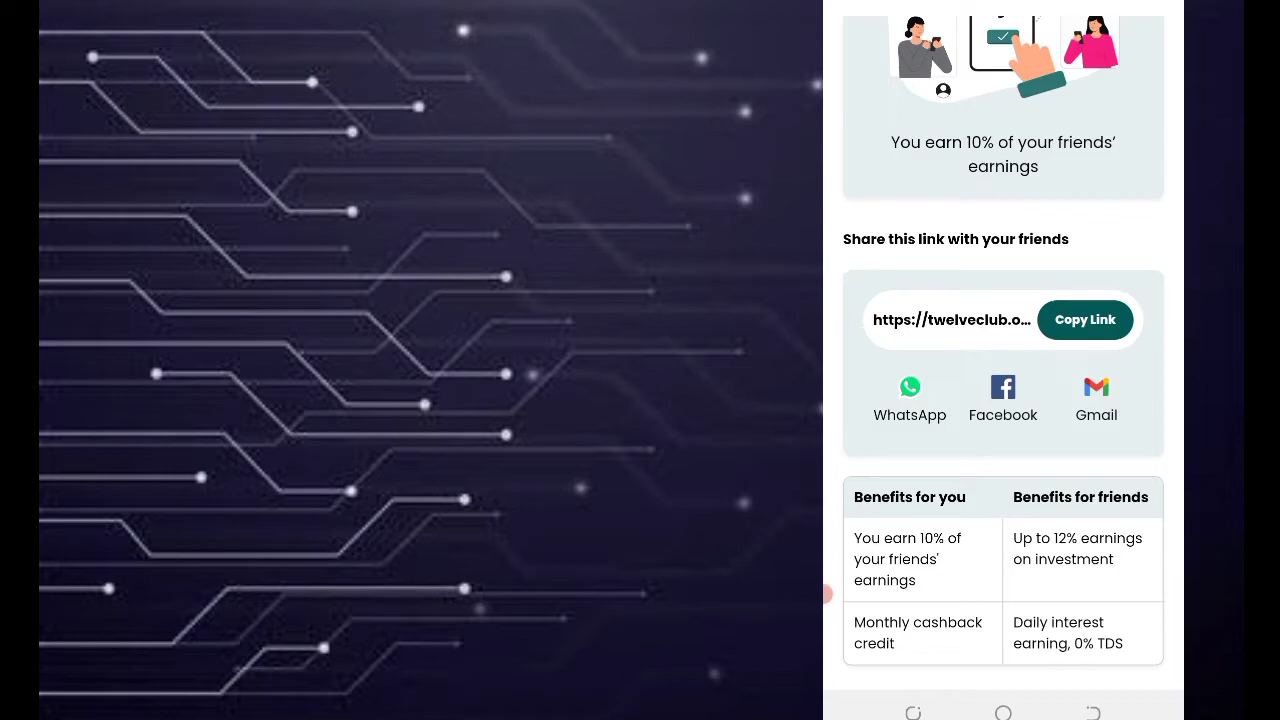 You earn 10% of your friends'
earnings
Share this link with your friends
https://twelveclub.o... Copy Link
WhatsApp Facebook Gmail
Benefits for you Benefits for friends
You earn 10% of
your friends'
earnings
Up to 12% earnings
on investment
Monthly cashback
credit
Daily interest
earning, 0% TDS